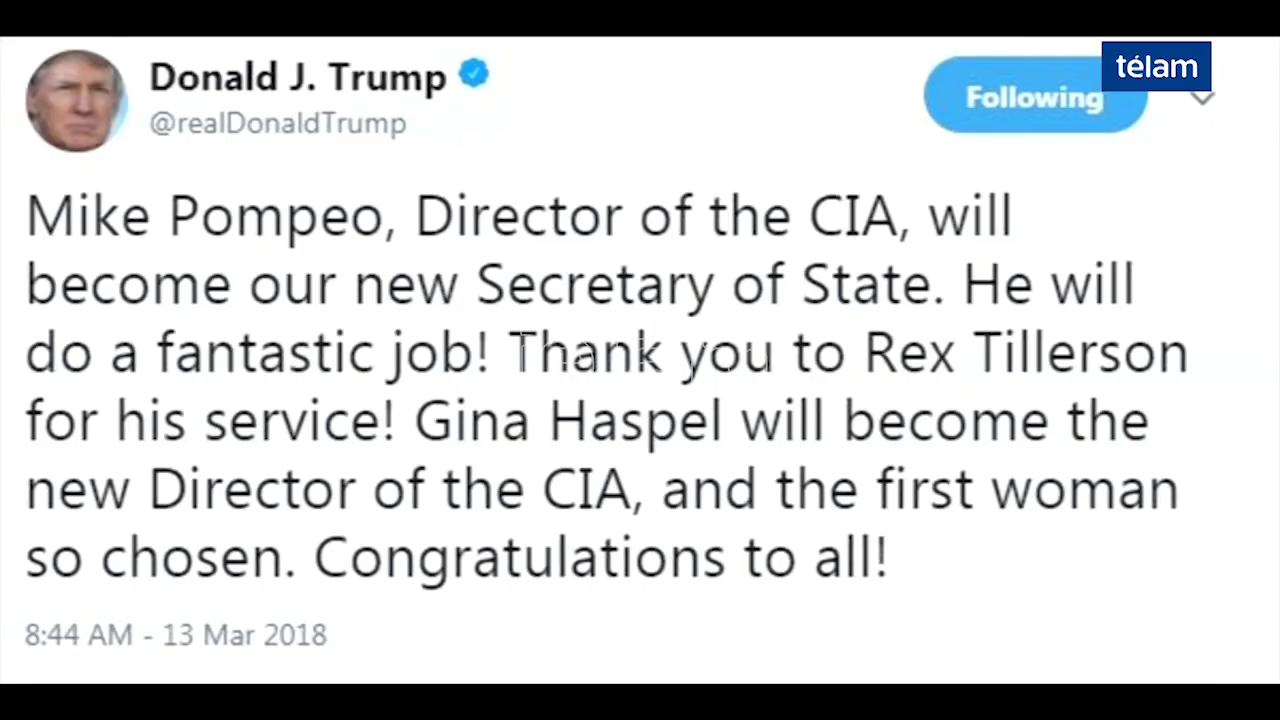 télam
Donald J. Trump
@realDonaldTrump
Following
Mike Pompeo, Director of the CIA, will
become our new Secretary of State. He will
do a fantastic job! Thank you to Rex Tillerson
for his service! Gina Haspel will become the
new Director of the CIA, and the first woman
so chosen. Congratulations to all!
8:44 AM - 13 Mar 2018